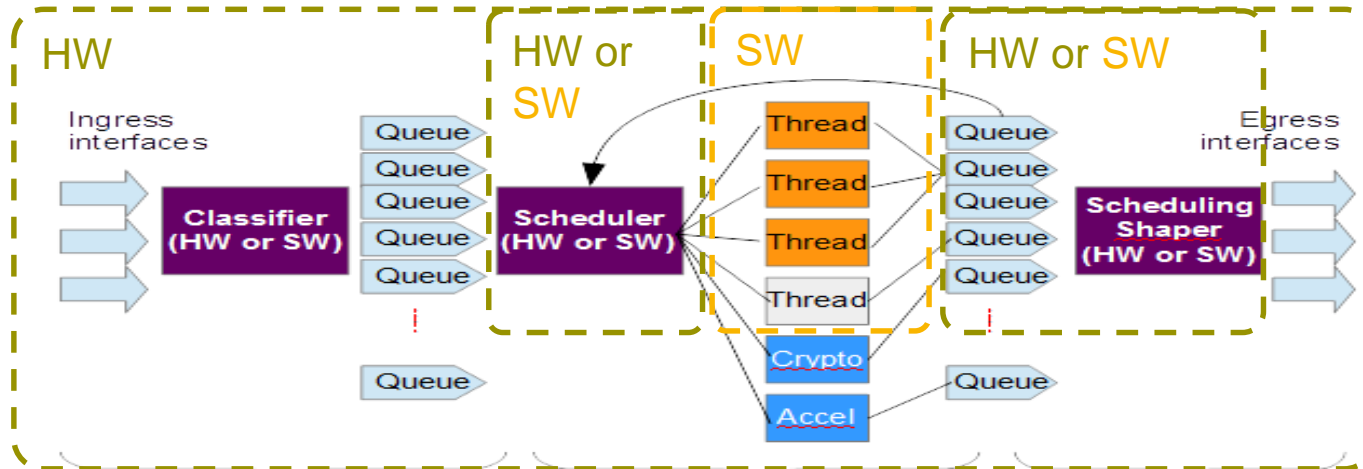 HW
HW or
SW
SW
HW or SW
Ingress
interfaces
Queue
Queue
Queue
Queue
Queue
!
Queue
Classifier
(HW or SW)
Scheduler
(HW or SW)
Thread
Thread
Thread
Thread
Crypto
Accel
Queue
Queue
Queue
Queue
Queue
!
Queue
Scheduling
Shaper
(HW or SW)
Egress
interfaces